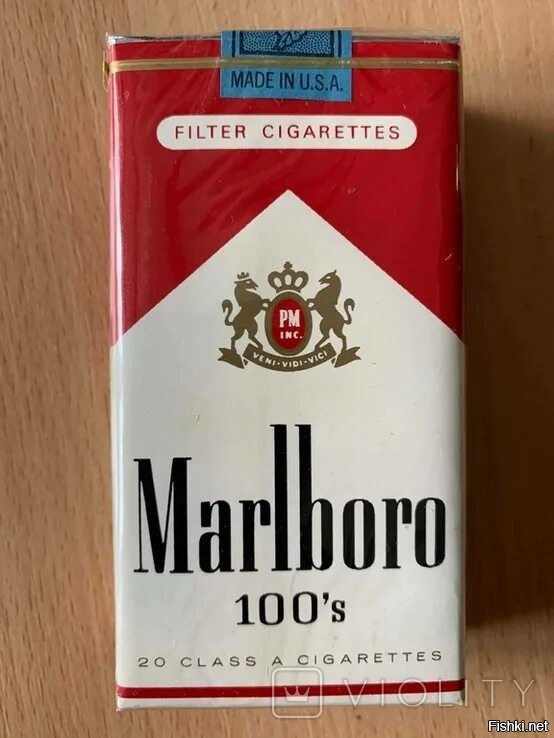 MADE IN U.S.A.
FILTER CIGARETTES
PM
INC.
VENI·VIDI·VICI
Marlboro
100's
20 CLASS A CIGARETTES
VIOLITY
Fishki.net